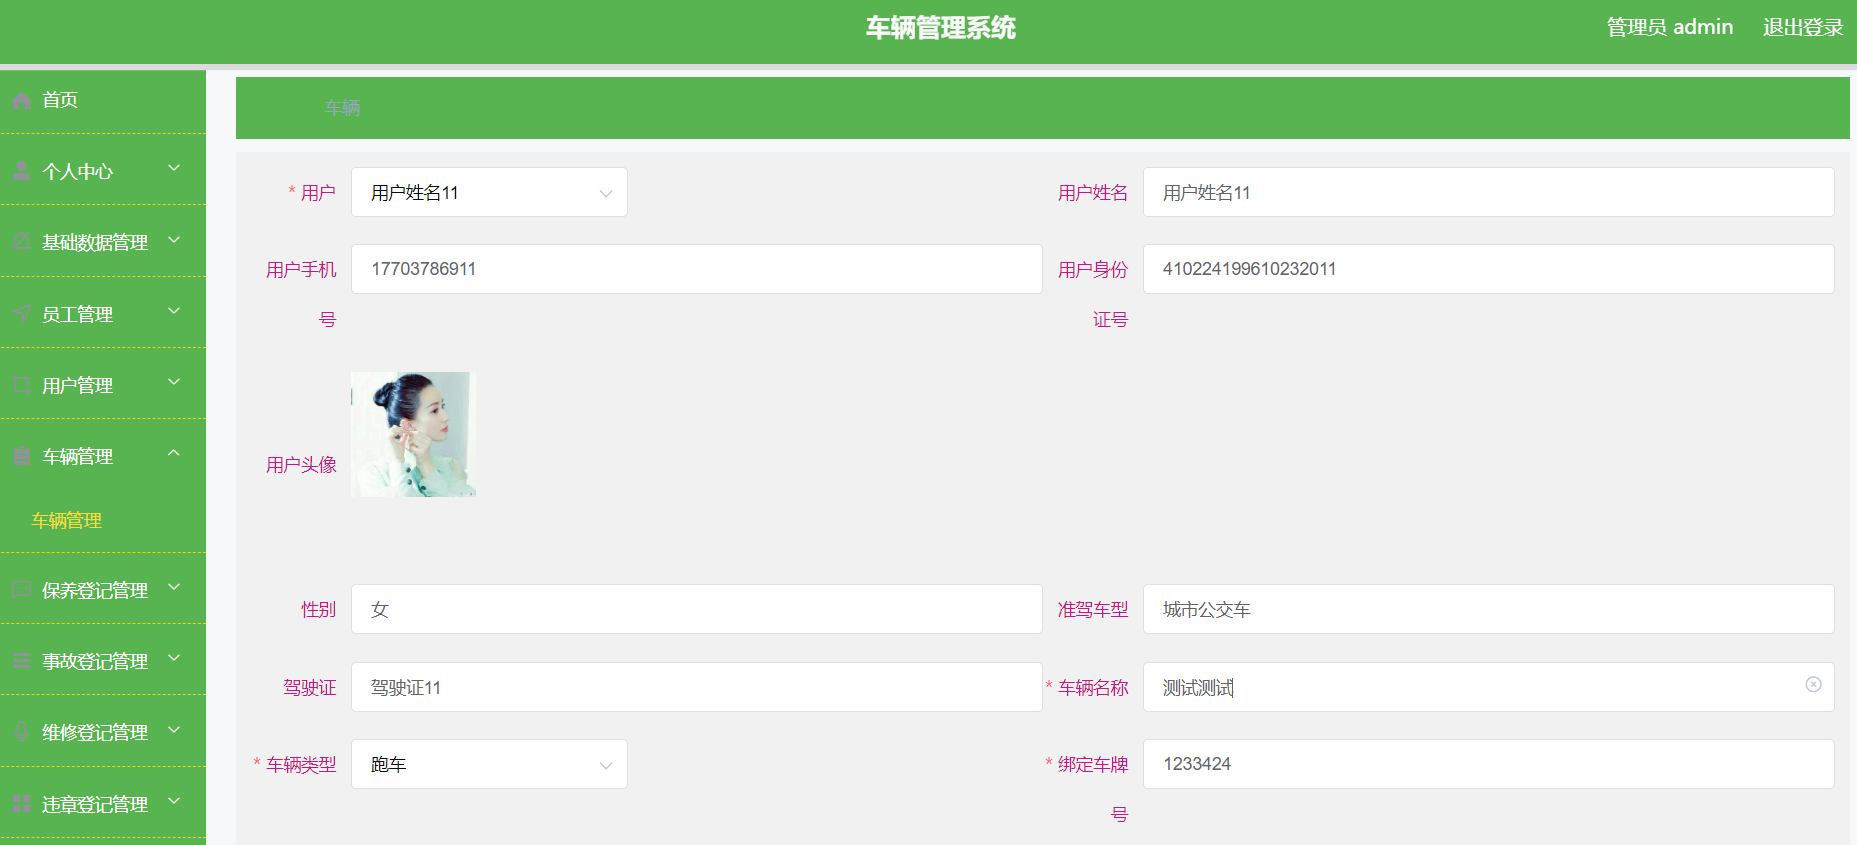 车辆管理系统
管理员 admin
退出登录
首页
个人中心
基础数据管理
员工管理
用户管理
车辆管理
车辆管理
保养登记管理
事故登记管理
维修登记管理
违章登记管理
车辆
* 用户
用户姓名11
用户姓名
用户姓名11
用户手机
号
17703786911
用户身份
证号
410224199610232011
用户头像
性别
女
准驾车型
城市公交车
驾驶证
驾驶证11
* 车辆名称
测试测试
* 车辆类型
跑车
* 绑定车牌
号
1233424